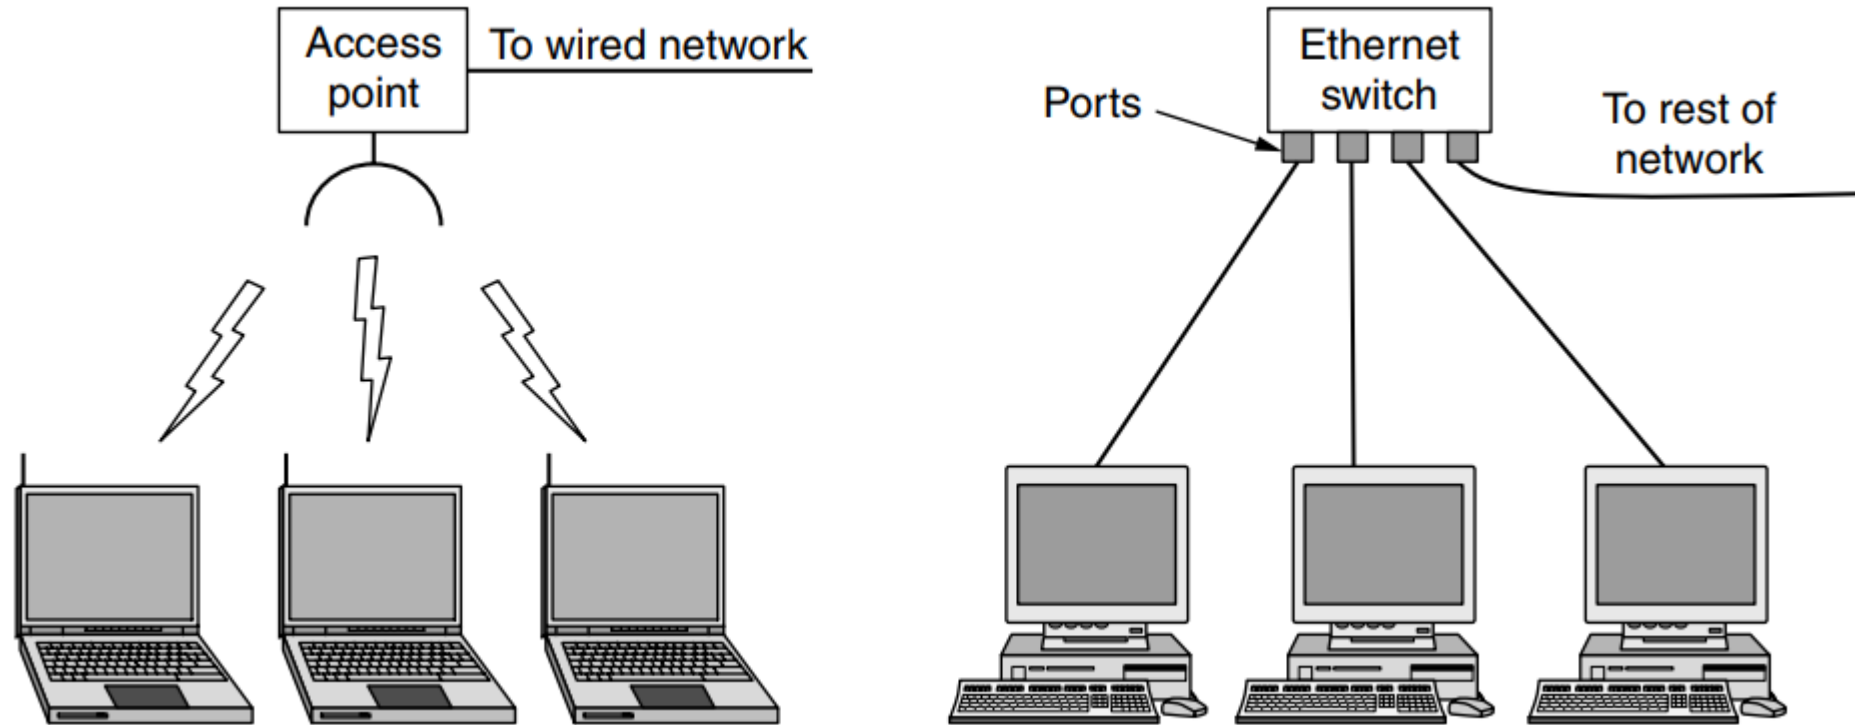 Access
point
To wired network
Ethernet
switch
Ports
To rest of
network